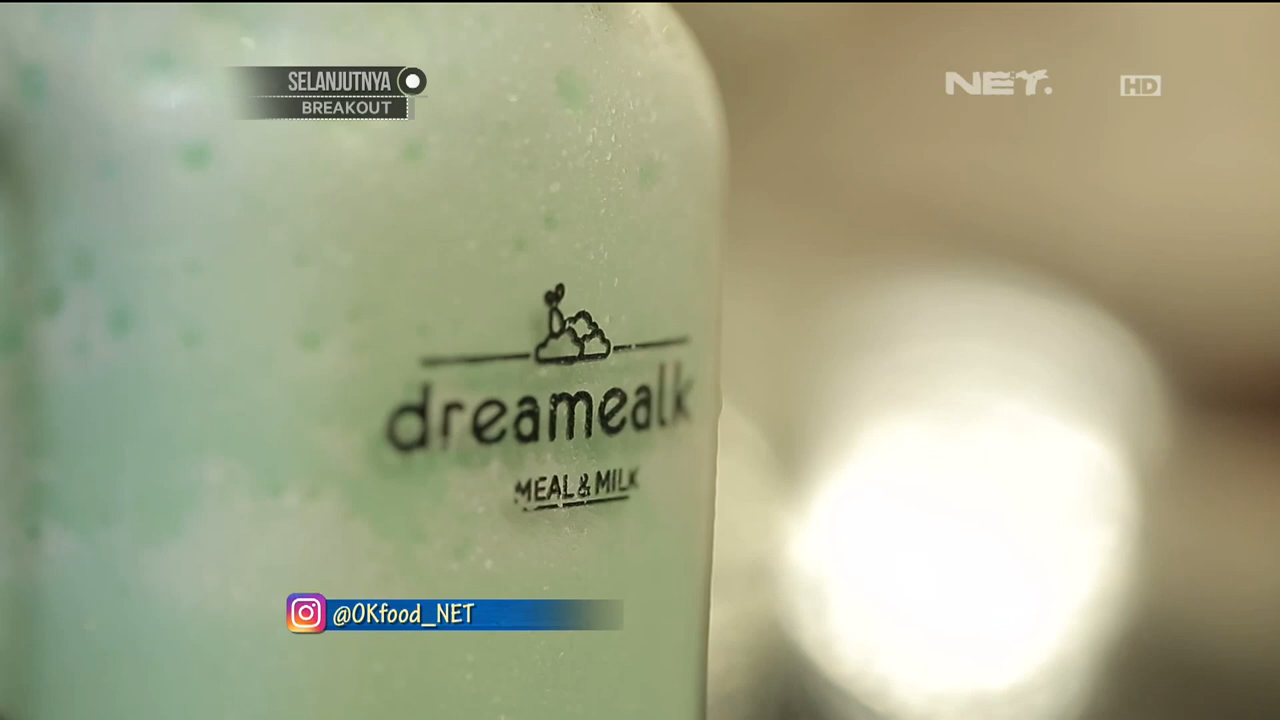 SELANJUTNYA
BREAKOUT
NET.
HD
dreamealk
MEAL & MILK
@OKfood_NET